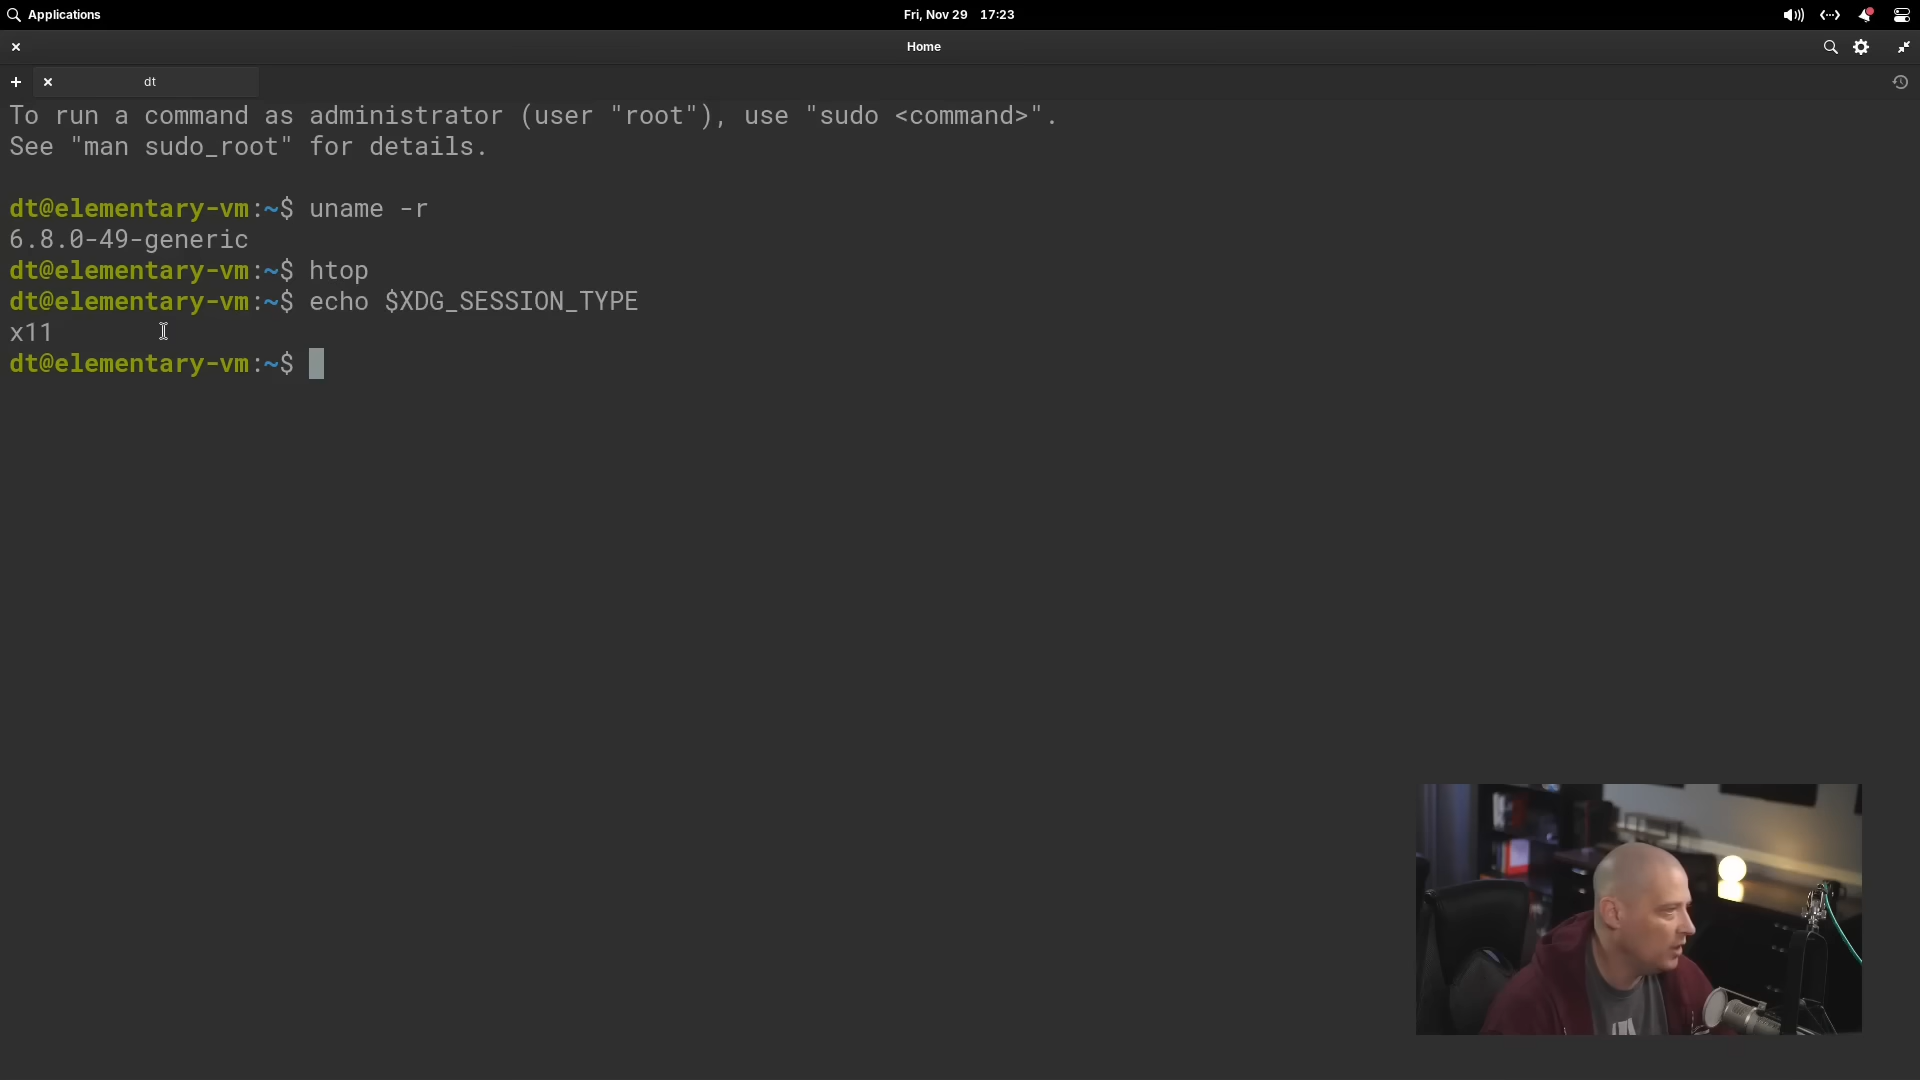 Applications
Fri, Nov 29 17:23
Home
dt
To run a command as administrator (user "root"), use "sudo <command>".
See "man sudo_root" for details.
dt@elementary-vm:~$ uname -r
6.8.0-49-generic
dt@elementary-vm:~$ htop
dt@elementary-vm:~$ echo $XDG_SESSION_TYPE
x11
dt@elementary-vm:~$